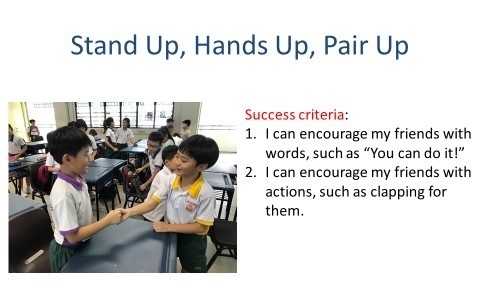 Stand Up, Hands Up, Pair Up
Success criteria:
1. I can encourage my friends with
words, such as “You can do it!”
2. I can encourage my friends with
actions, such as clapping for
them.